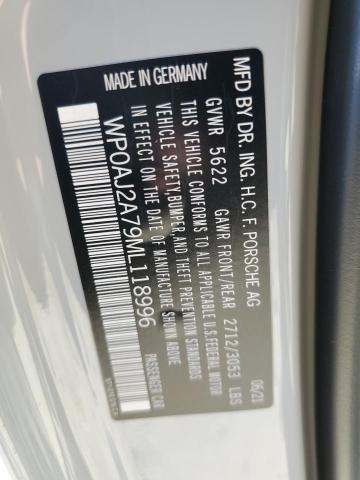 MFD BY DR. ING. H.C. F. PORSCHE AG 06/21
GVWR 5622 GAWR FRONT/REAR 2712/3053 LBS
THIS VEHICLE CONFORMS TO ALL APPLICABLE U.S. FEDERAL MOTOR
VEHICLE SAFETY, BUMPER, AND THEFT PREVENTION STANDARDS
IN EFFECT ON THE DATE OF MANUFACTURE SHOWN ABOVE
WP0AJ2A79ML118996 PASSENGER CAR
MADE IN GERMANY